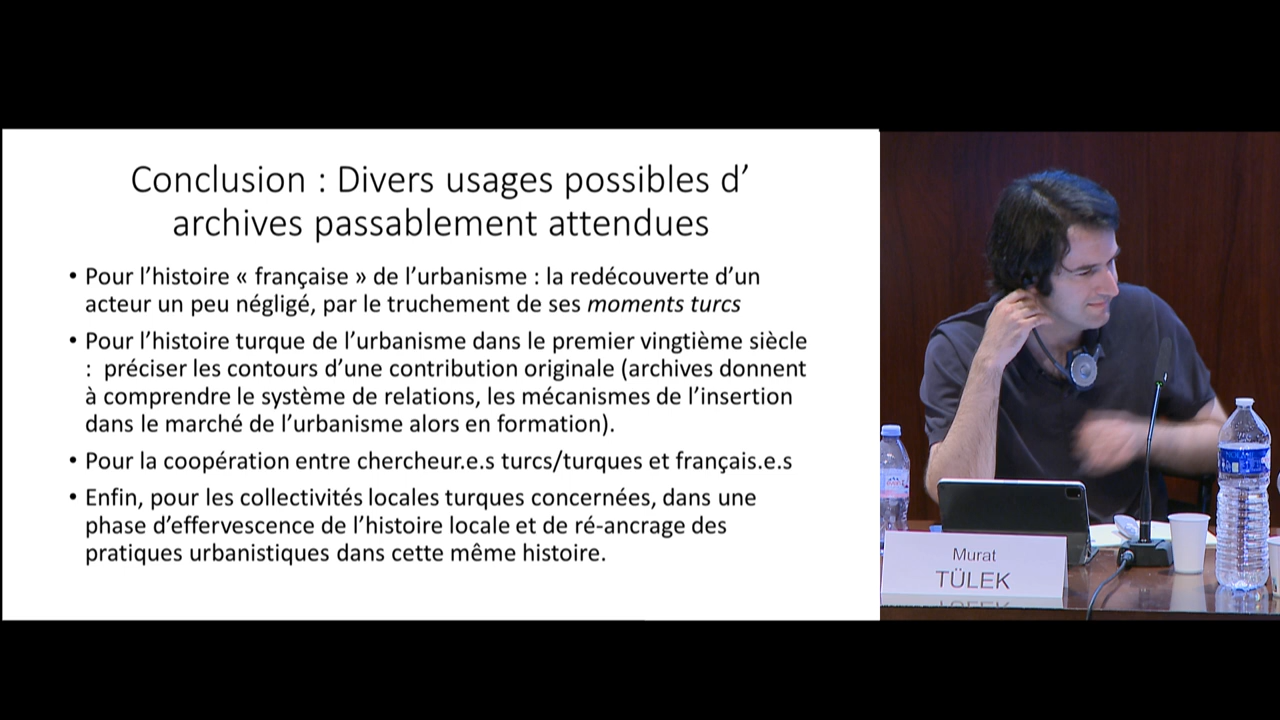 Conclusion : Divers usages possibles d’
archives passablement attendues
• Pour l’histoire « française » de l’urbanisme : la redécouverte d’un
acteur un peu négligé, par le truchement de ses moments turcs
• Pour l’histoire turque de l’urbanisme dans le premier vingtième siècle
: préciser les contours d’une contribution originale (archives donnent
à comprendre le système de relations, les mécanismes de l’insertion
dans le marché de l’urbanisme alors en formation).
• Pour la coopération entre chercheur.e.s turcs/turques et français.e.s
• Enfin, pour les collectivités locales turques concernées, dans une
phase d’effervescence de l’histoire locale et de ré-ancrage des
pratiques urbanistiques dans cette même histoire.
Murat
TÜLEK